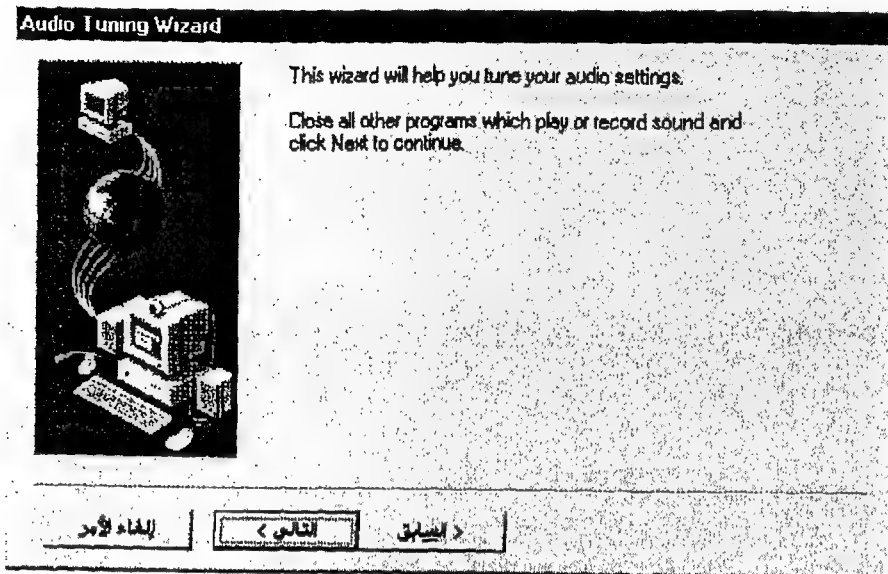 Audio Tuning Wizard
This wizard will help you tune your audio settings.
Close all other programs which play or record sound and
click Next to continue.
< السابق
التالي >
إلغاء الأمر